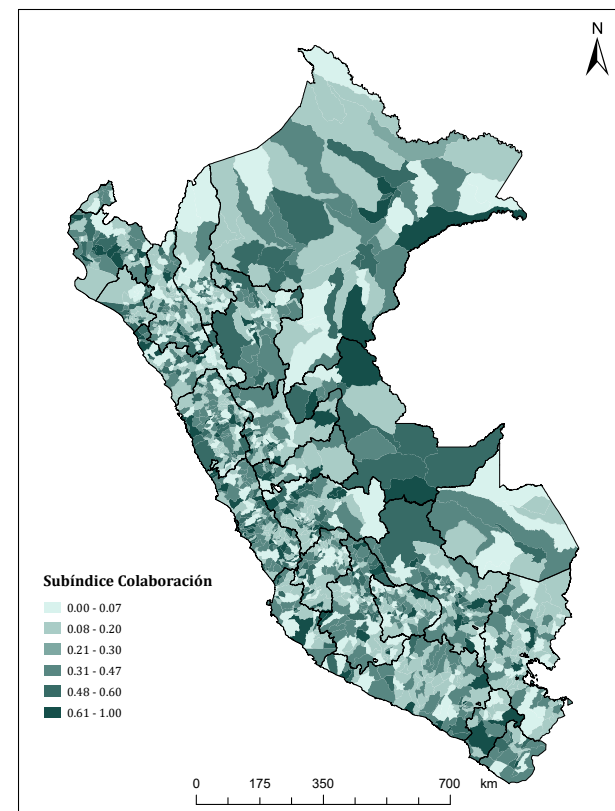 N
Subíndice Colaboración
0.00 - 0.07
0.08 - 0.20
0.21 - 0.30
0.31 - 0.47
0.48 - 0.60
0.61 - 1.00
0 175 350 700 km